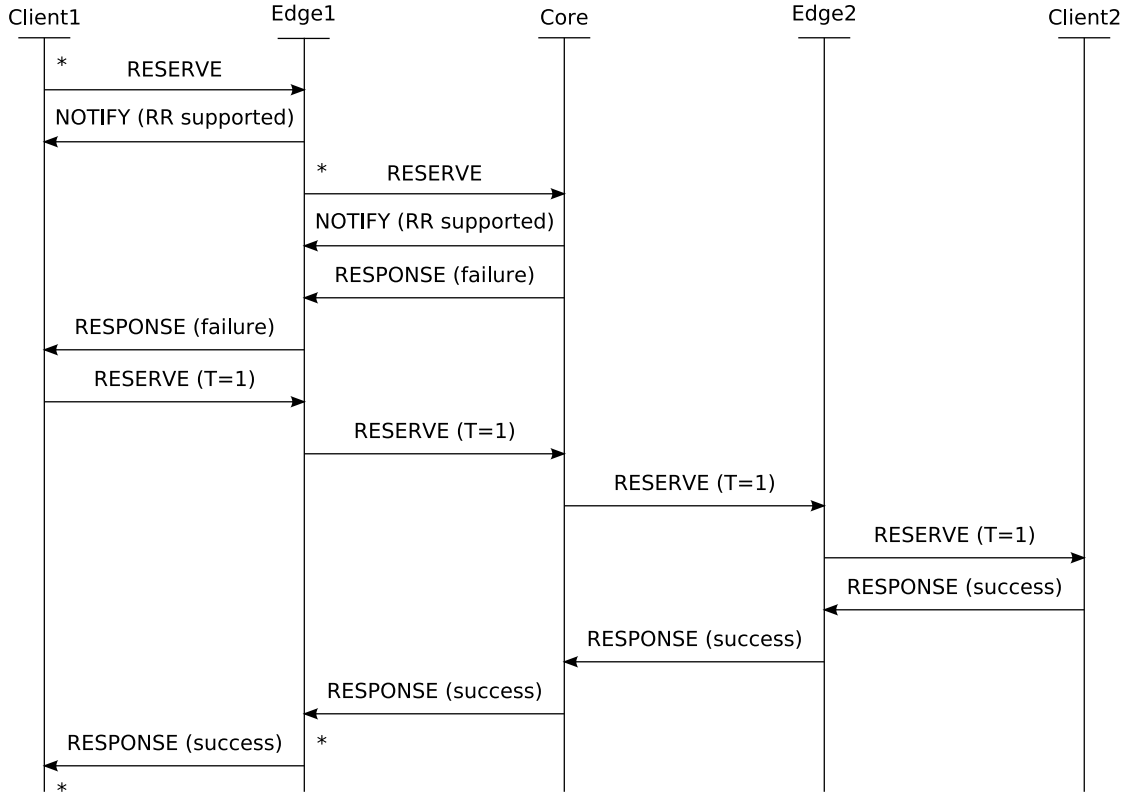 Client1 Edge1 Core Edge2 Client2
* RESERVE
NOTIFY (RR supported)
* RESERVE
NOTIFY (RR supported)
RESPONSE (failure)
RESPONSE (failure)
RESERVE (T=1)
RESERVE (T=1)
RESERVE (T=1)
RESERVE (T=1)
RESPONSE (success)
RESPONSE (success)
RESPONSE (success)
RESPONSE (success) *
*